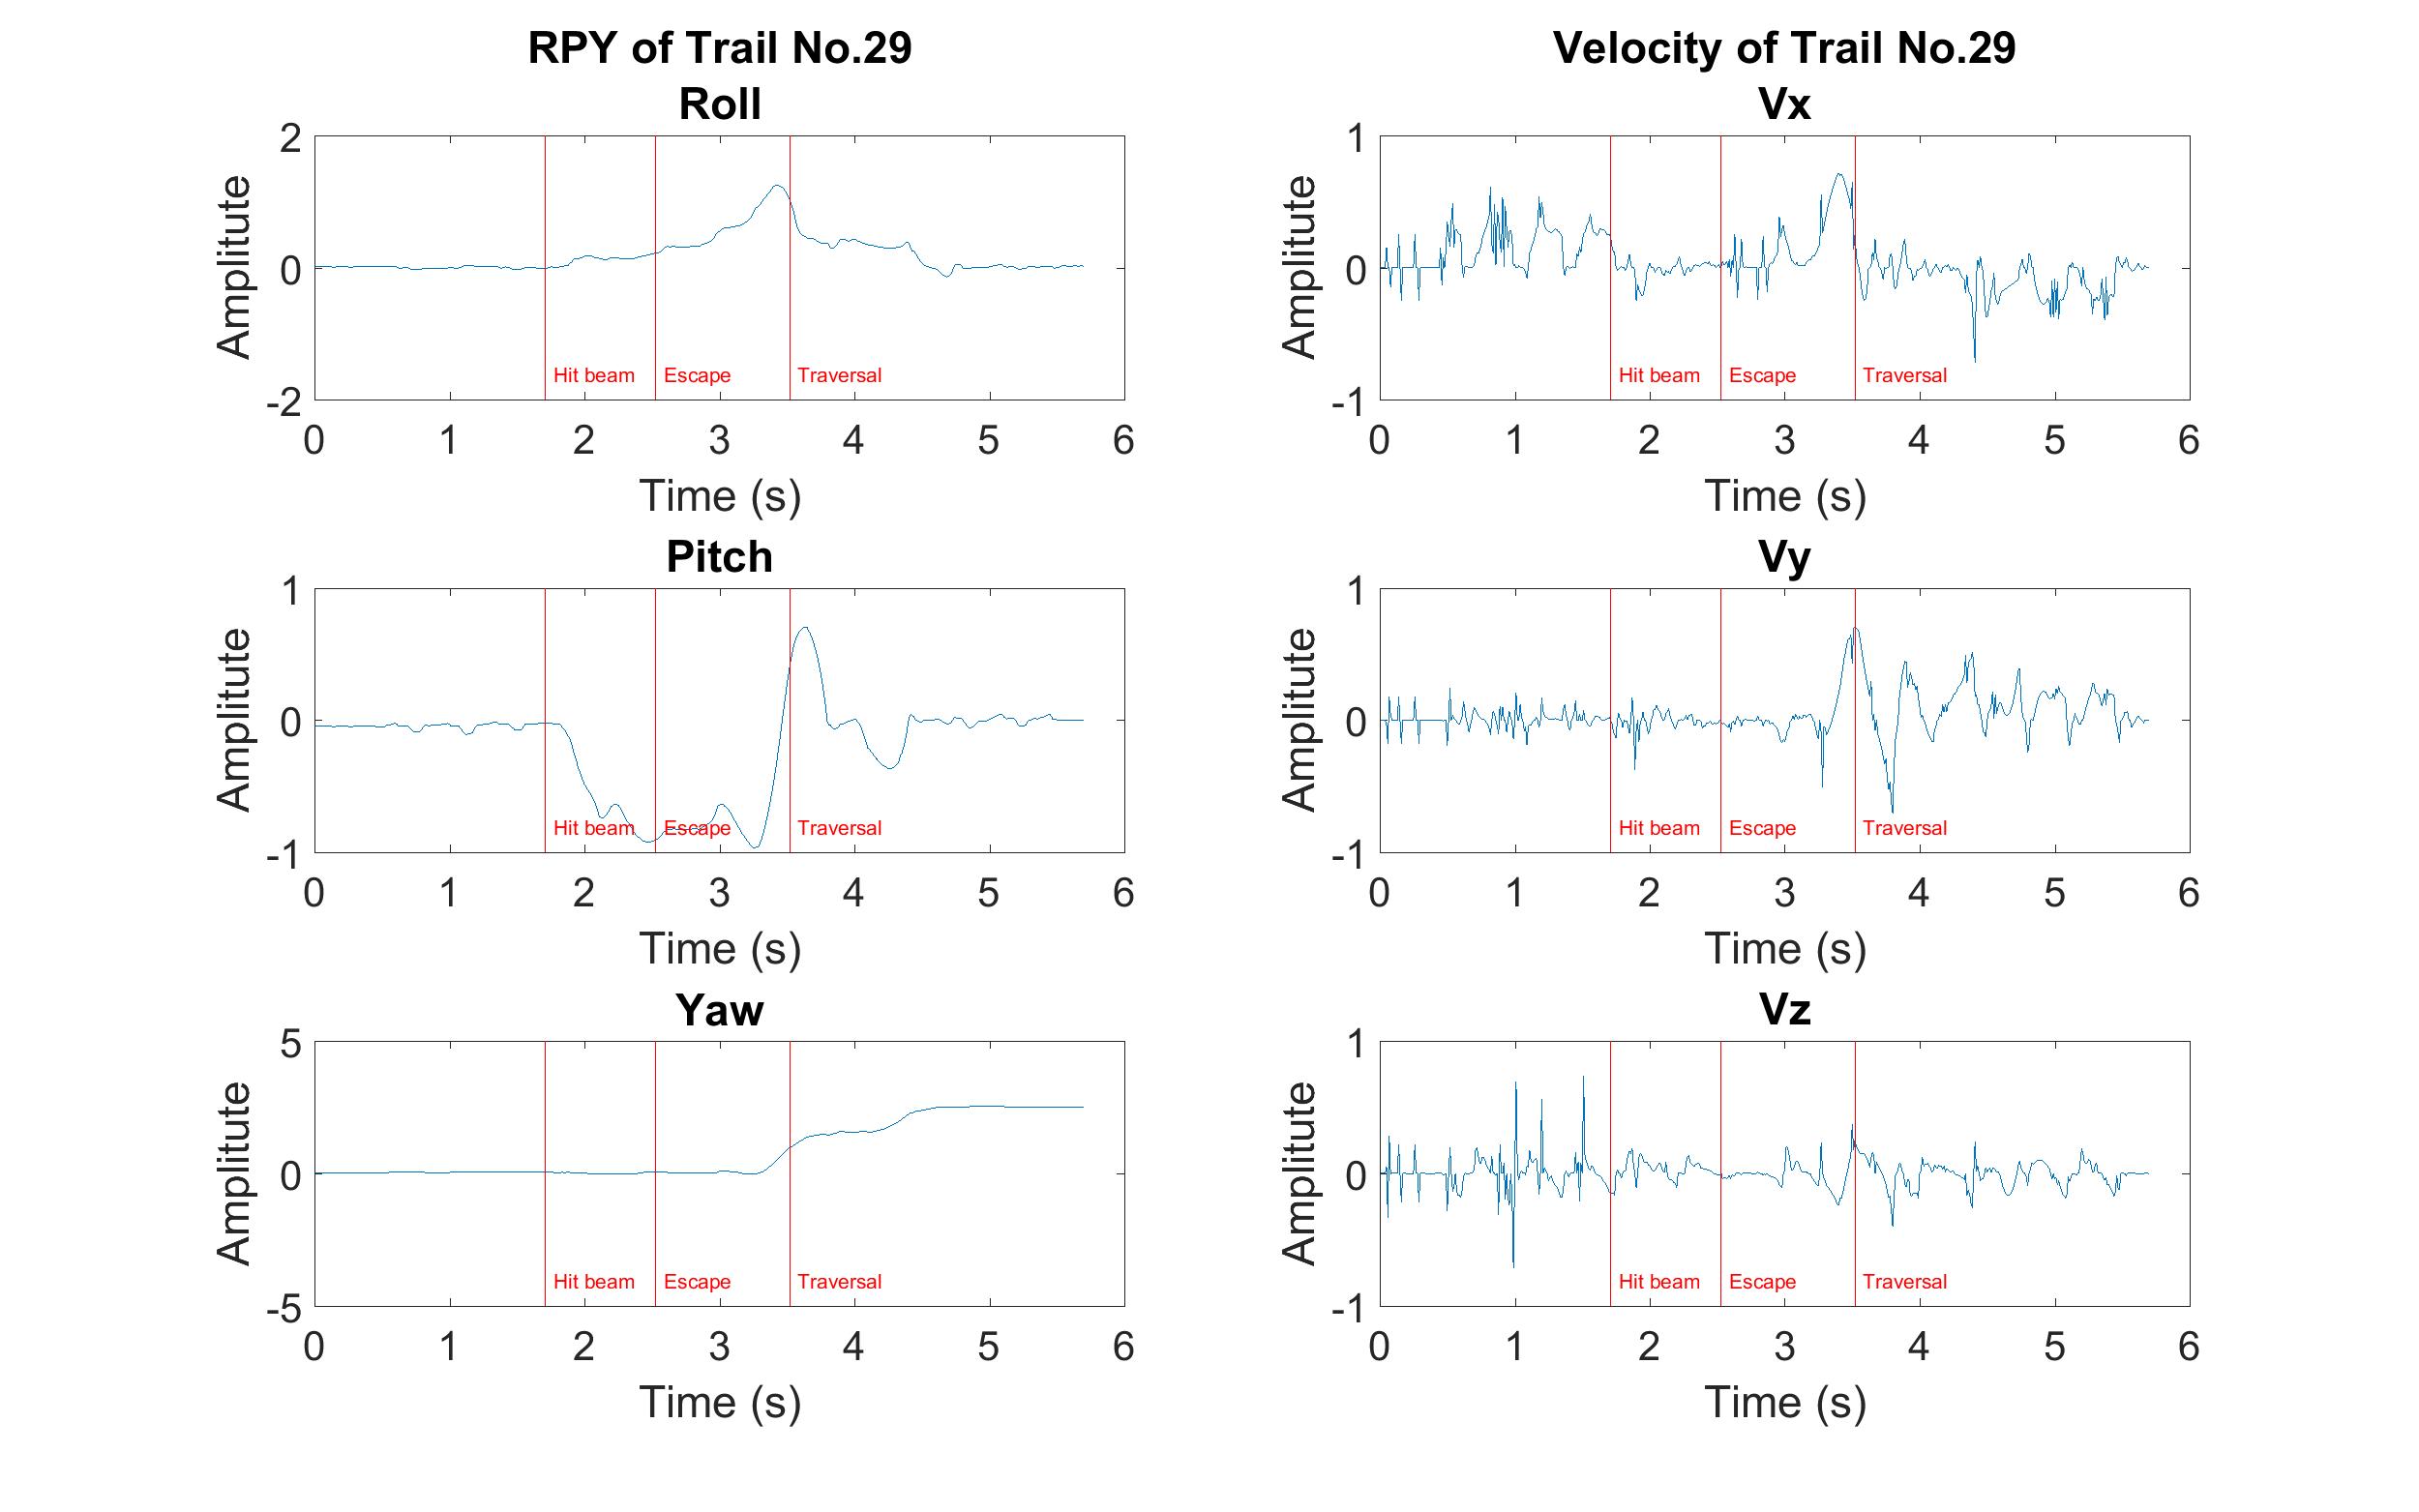 RPY of Trail No.29
Roll
Amplitute
2
0
-2
Hit beam
Escape
Traversal
0 1 2 3 4 5 6
Time (s)
Pitch
Amplitute
1
0
-1
Hit beam
Escape
Traversal
0 1 2 3 4 5 6
Time (s)
Yaw
Amplitute
5
0
-5
Hit beam
Escape
Traversal
0 1 2 3 4 5 6
Time (s)
Velocity of Trail No.29
Vx
Amplitute
1
0
-1
Hit beam
Escape
Traversal
0 1 2 3 4 5 6
Time (s)
Vy
Amplitute
1
0
-1
Hit beam
Escape
Traversal
0 1 2 3 4 5 6
Time (s)
Vz
Amplitute
1
0
-1
Hit beam
Escape
Traversal
0 1 2 3 4 5 6
Time (s)